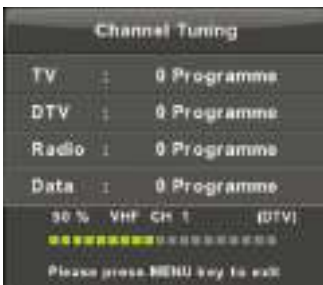 Channel Tuning
TV : 0 Programme
DTV : 0 Programme
Radio : 0 Programme
Data : 0 Programme
50 % VHF CH 1 (DTV)
Please press MENU key to exit